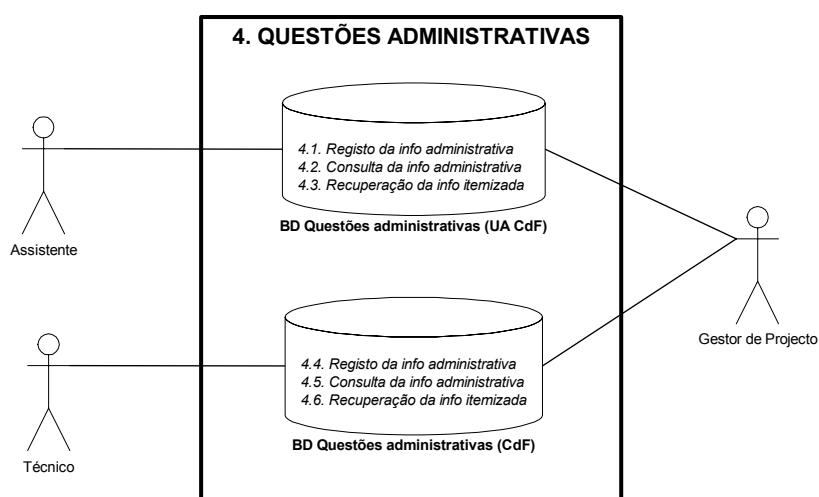 4. QUESTÕES ADMINISTRATIVAS
4.1. Registo da info administrativa
4.2. Consulta da info administrativa
4.3. Recuperação da info itemizada
BD Questões administrativas (UA CdF)
Assistente
Gestor de Projecto
4.4. Registo da info administrativa
4.5. Consulta da info administrativa
4.6. Recuperação da info itemizada
BD Questões administrativas (CdF)
Técnico